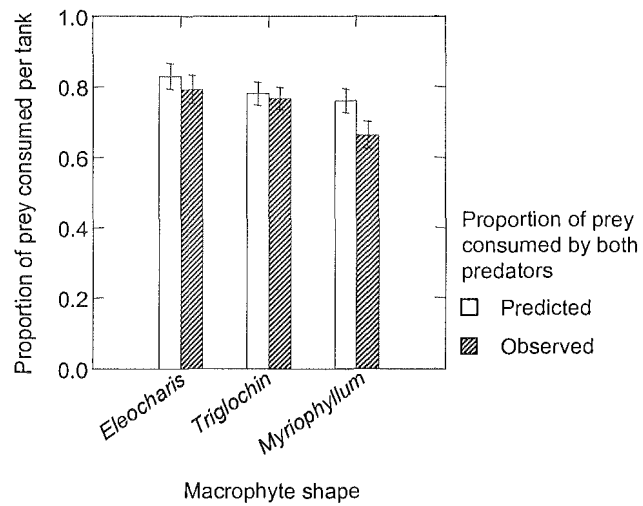 Proportion of prey consumed per tank
1.0
0.8
0.6
0.4
0.2
0.0
Eleocharis
Triglochin
Myriophyllum
Macrophyte shape
Proportion of prey
consumed by both
predators
Predicted
Observed